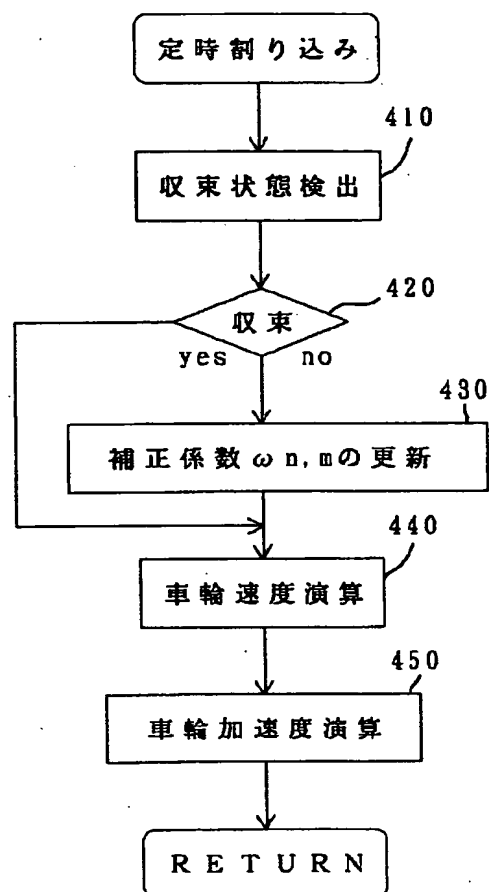 定時割り込み
410
収束状態検出
420
収束
yes no
430
補正係数ωn,mの更新
440
車輪速度演算
450
車輪加速度演算
RETURN